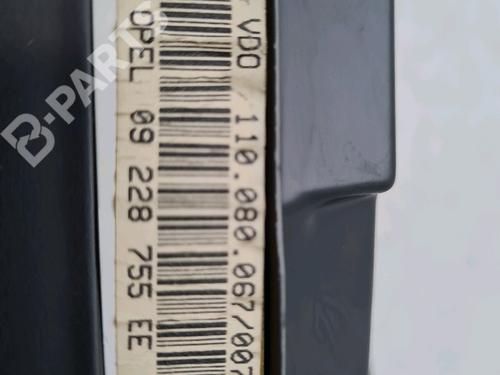 VDO 110.080.067/007
OPEL 09 228 755 EE
B-PARTS